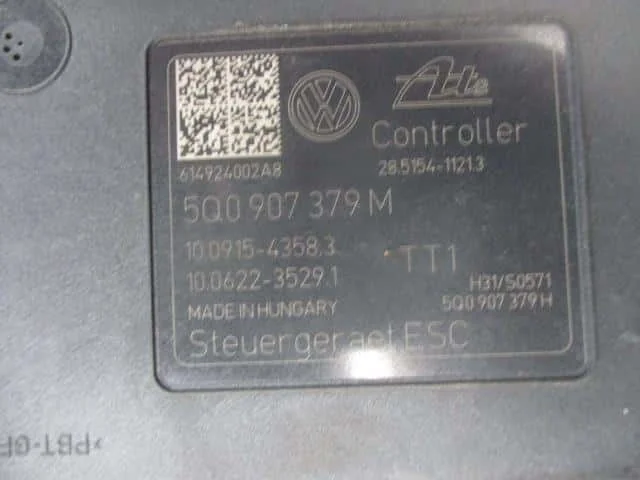 VW Ate
Controller
614924002A8
28.5154-1121.3
5Q0 907 379 M
10.0915-4358.3
TT1
10.0622-3529.1
H31/S0571
MADE IN HUNGARY
5Q0 907 379 H
Steuergeraet ESC
>PBT-GF